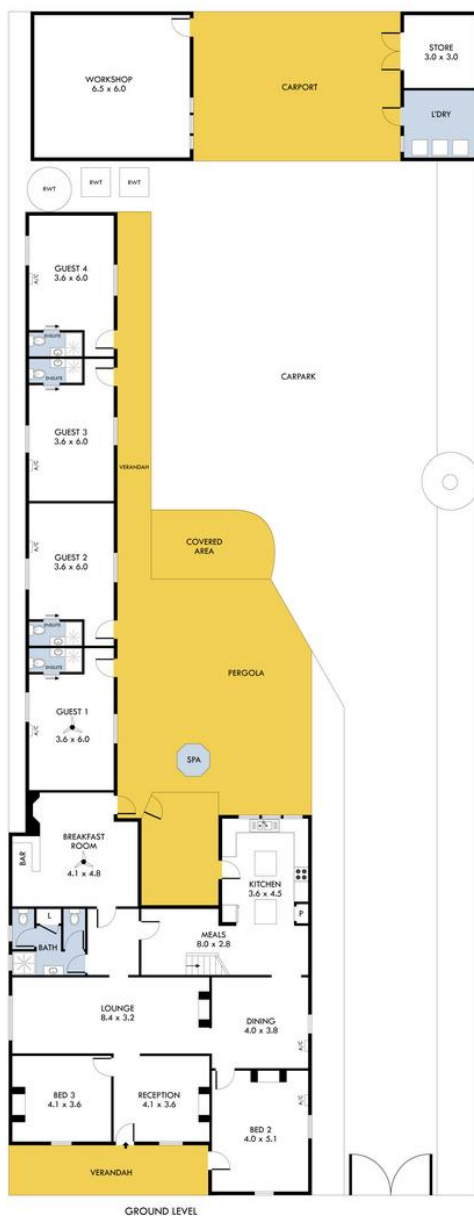 WORKSHOP
6.5 x 6.0
CARPORT
STORE
3.0 x 3.0
L'DRY
RWT
RWT
RWT
GUEST 4
3.6 x 6.0
A/C
ENSUITE
ENSUITE
GUEST 3
3.6 x 6.0
A/C
VERANDAH
CARPARK
A/C
GUEST 2
3.6 x 6.0
COVERED
AREA
ENSUITE
ENSUITE
PERGOLA
GUEST 1
3.6 x 6.0
A/C
SPA
BREAKFAST
ROOM
4.1 x 4.8
BAR
KITCHEN
3.6 x 4.5
P
L
BATH
MEALS
8.0 x 2.8
LOUNGE
8.4 x 3.2
DINING
4.0 x 3.8
A/C
BED 3
4.1 x 3.6
RECEPTION
4.1 x 3.6
BED 2
4.0 x 5.1
A/C
VERANDAH
GROUND LEVEL